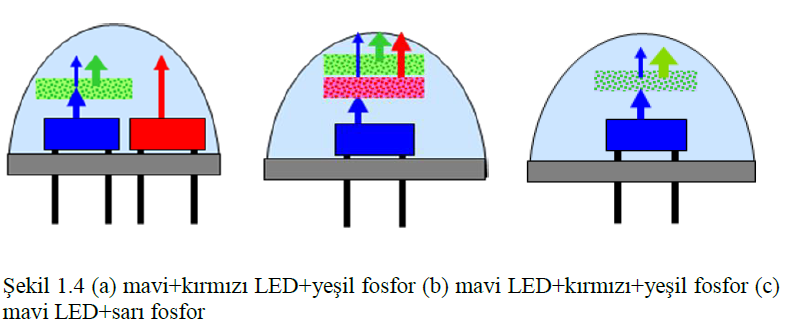 Şekil 1.4 (a) mavi+kırmızı LED+yeşil fosfor (b) mavi LED+kırmızı+yeşil fosfor (c)
mavi LED+sarı fosfor